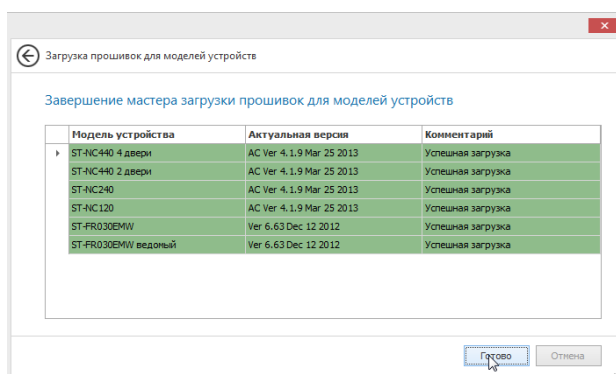 Загрузка прошивок для моделей устройств
Завершение мастера загрузки прошивок для моделей устройств
Модель устройства Актуальная версия Комментарий
ST-NC440 4 двери AC Ver 4.1.9 Mar 25 2013 Успешная загрузка
ST-NC440 2 двери AC Ver 4.1.9 Mar 25 2013 Успешная загрузка
ST-NC240 AC Ver 4.1.9 Mar 25 2013 Успешная загрузка
ST-NC120 AC Ver 4.1.9 Mar 25 2013 Успешная загрузка
ST-FR030EMW Ver 6.63 Dec 12 2012 Успешная загрузка
ST-FR030EMW ведомый Ver 6.63 Dec 12 2012 Успешная загрузка
Готово Отмена